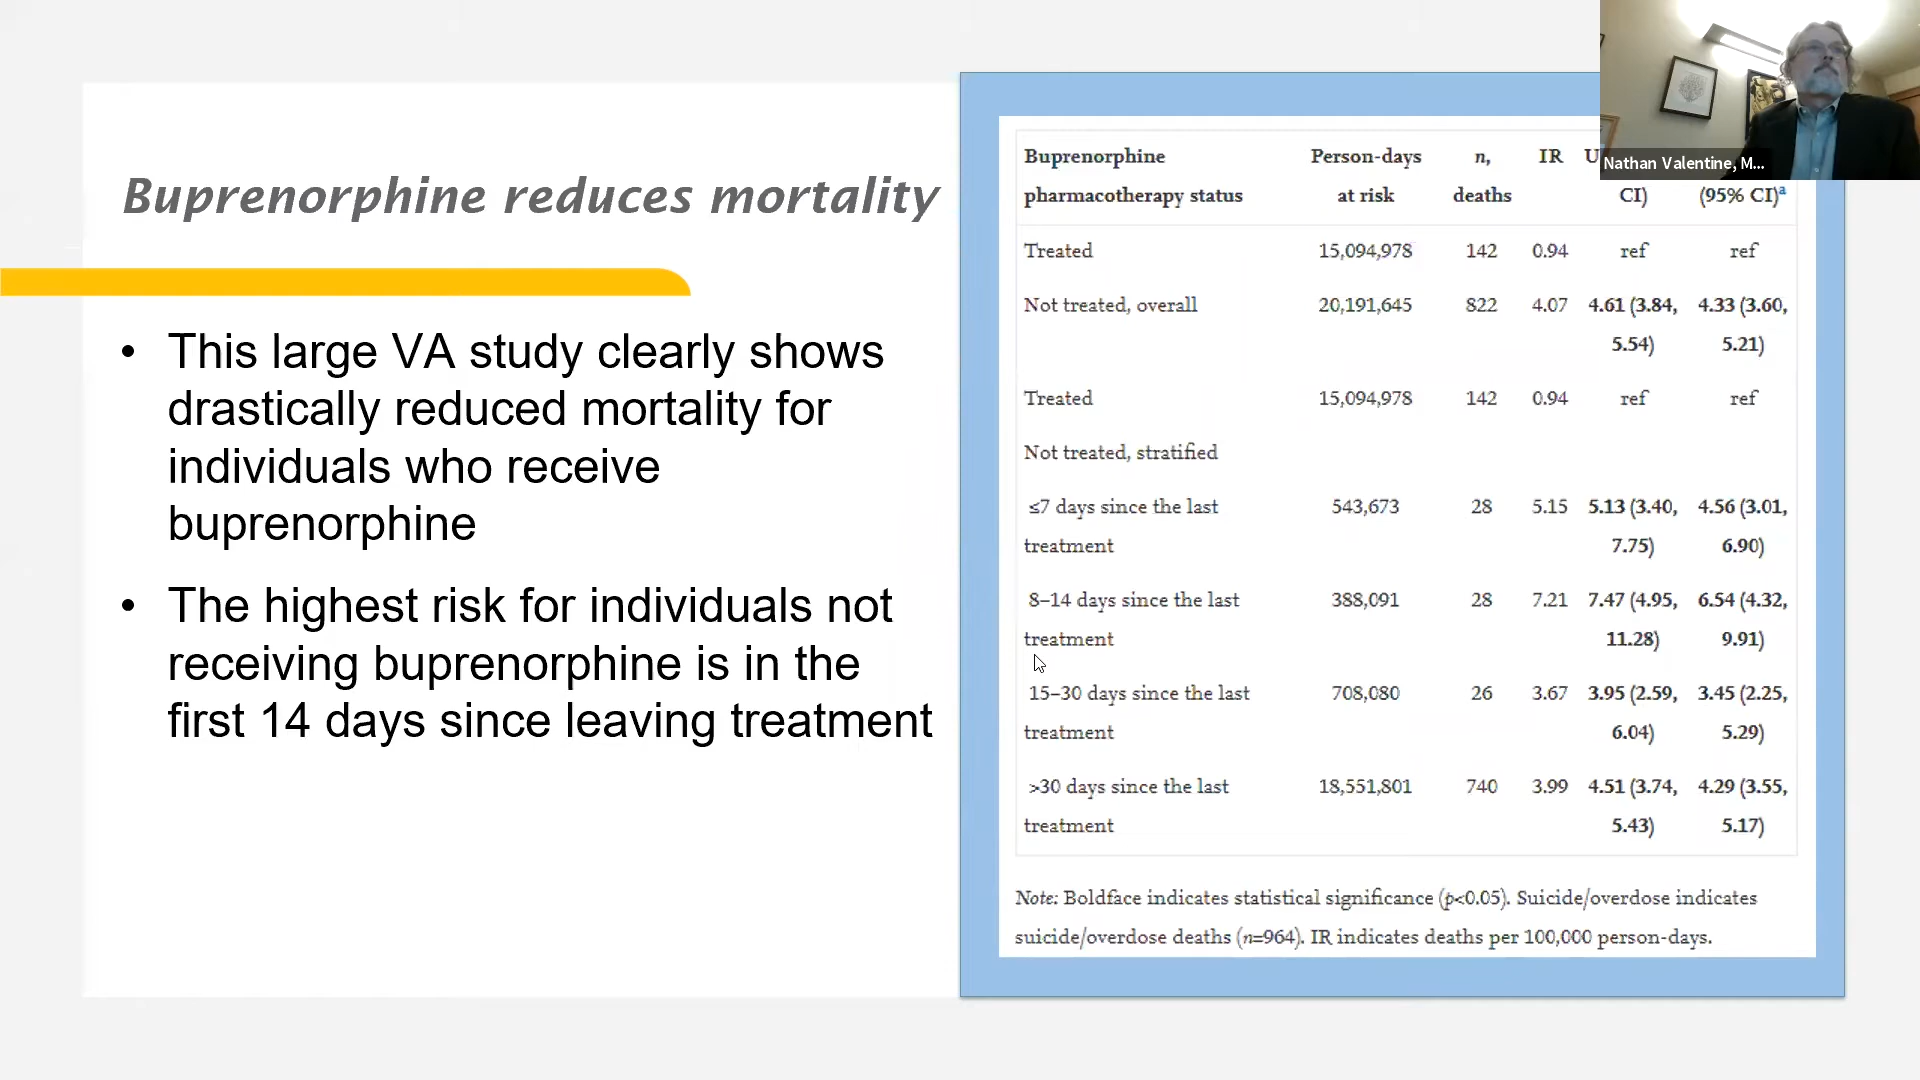 Buprenorphine reduces mortality
• This large VA study clearly shows
drastically reduced mortality for
individuals who receive
buprenorphine
• The highest risk for individuals not
receiving buprenorphine is in the
first 14 days since leaving treatment
Buprenorphine Person-days n, IR U
pharmacotherapy status at risk deaths CI) (95% CI)a
Treated 15,094,978 142 0.94 ref ref
Not treated, overall 20,191,645 822 4.07 4.61 (3.84, 4.33 (3.60,
5.54) 5.21)
Treated 15,094,978 142 0.94 ref ref
Not treated, stratified
≤7 days since the last 543,673 28 5.15 5.13 (3.40, 4.56 (3.01,
treatment 7.75) 6.90)
8–14 days since the last 388,091 28 7.21 7.47 (4.95, 6.54 (4.32,
treatment 11.28) 9.91)
15–30 days since the last 708,080 26 3.67 3.95 (2.59, 3.45 (2.25,
treatment 6.04) 5.29)
>30 days since the last 18,551,801 740 3.99 4.51 (3.74, 4.29 (3.55,
treatment 5.43) 5.17)
Note: Boldface indicates statistical significance (p<0.05). Suicide/overdose indicates
suicide/overdose deaths (n=964). IR indicates deaths per 100,000 person-days.
Nathan Valentine, M...